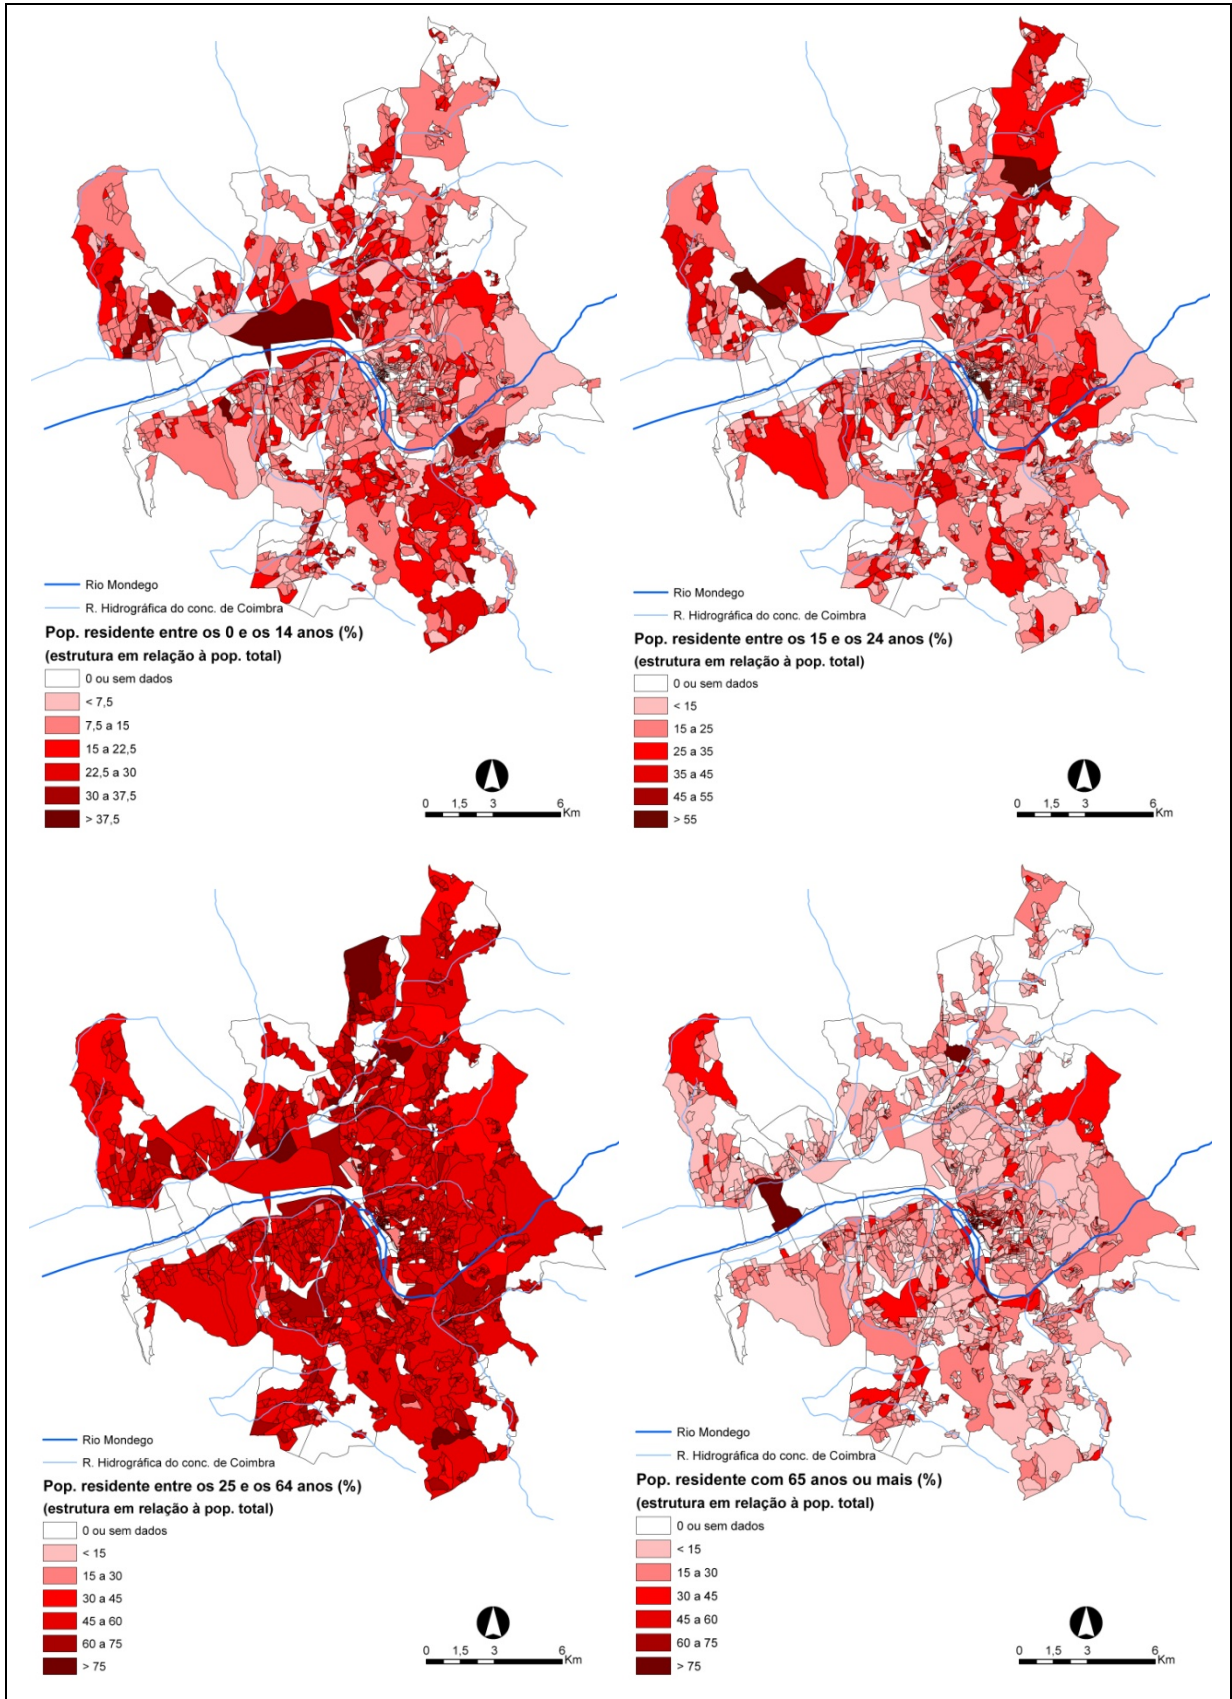 Rio Mondego
R. Hidrográfica do conc. de Coimbra
Pop. residente entre os 0 e os 14 anos (%)
(estrutura em relação à pop. total)
0 ou sem dados
< 7,5
7,5 a 15
15 a 22,5
22,5 a 30
30 a 37,5
> 37,5
0 1,5 3 6
Km
Rio Mondego
R. Hidrográfica do conc. de Coimbra
Pop. residente entre os 15 e os 24 anos (%)
(estrutura em relação à pop. total)
0 ou sem dados
< 15
15 a 25
25 a 35
35 a 45
45 a 55
> 55
0 1,5 3 6
Km
Rio Mondego
R. Hidrográfica do conc. de Coimbra
Pop. residente entre os 25 e os 64 anos (%)
(estrutura em relação à pop. total)
0 ou sem dados
< 15
15 a 30
30 a 45
45 a 60
60 a 75
> 75
0 1,5 3 6
Km
Rio Mondego
R. Hidrográfica do conc. de Coimbra
Pop. residente com 65 anos ou mais (%)
(estrutura em relação à pop. total)
0 ou sem dados
< 15
15 a 30
30 a 45
45 a 60
60 a 75
> 75
0 1,5 3 6
Km